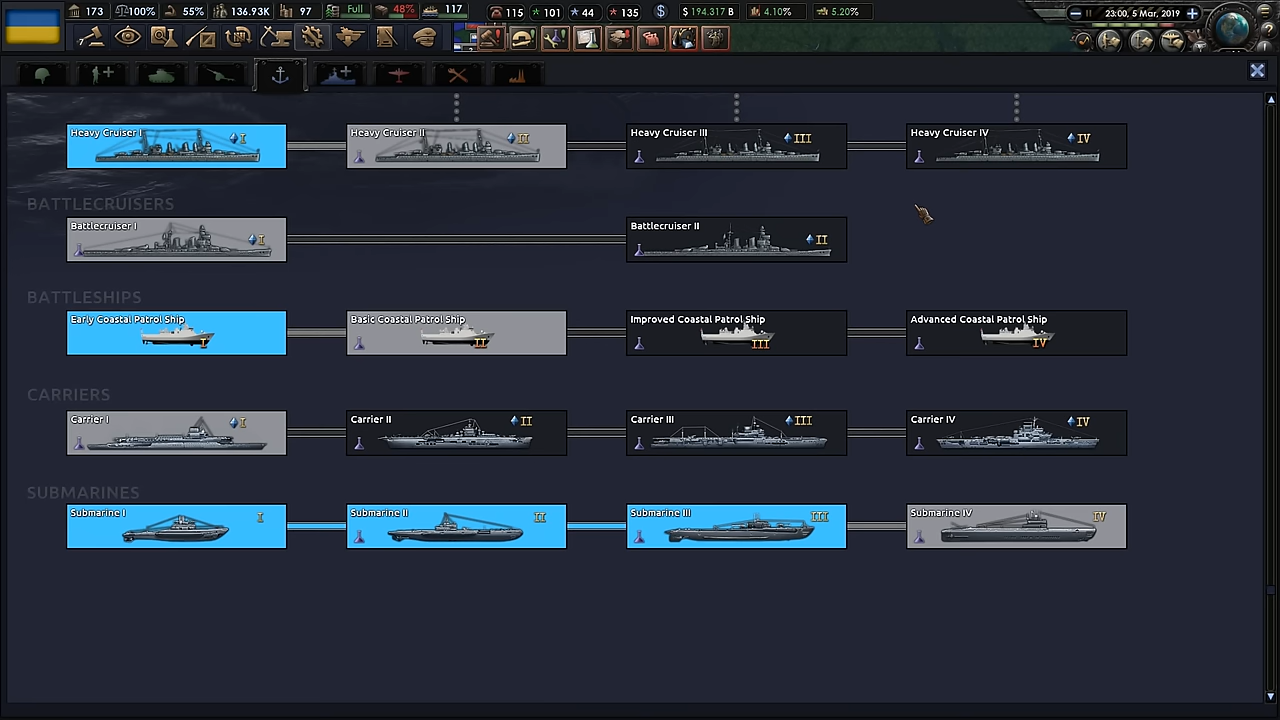 173 100% 55% 136.93K 97 Full 48% 117 115 101 44 135 $ $ 194.317 B 4.10% 5.20% 23:00, 5 Mar, 2019
Heavy Cruiser I I Heavy Cruiser II II Heavy Cruiser III III Heavy Cruiser IV IV
BATTLECRUISERS
Battlecruiser I I Battlecruiser II II
BATTLESHIPS
Early Coastal Patrol Ship I Basic Coastal Patrol Ship II Improved Coastal Patrol Ship III Advanced Coastal Patrol Ship IV
CARRIERS
Carrier I I Carrier II II Carrier III III Carrier IV IV
SUBMARINES
Submarine I I Submarine II II Submarine III III Submarine IV IV